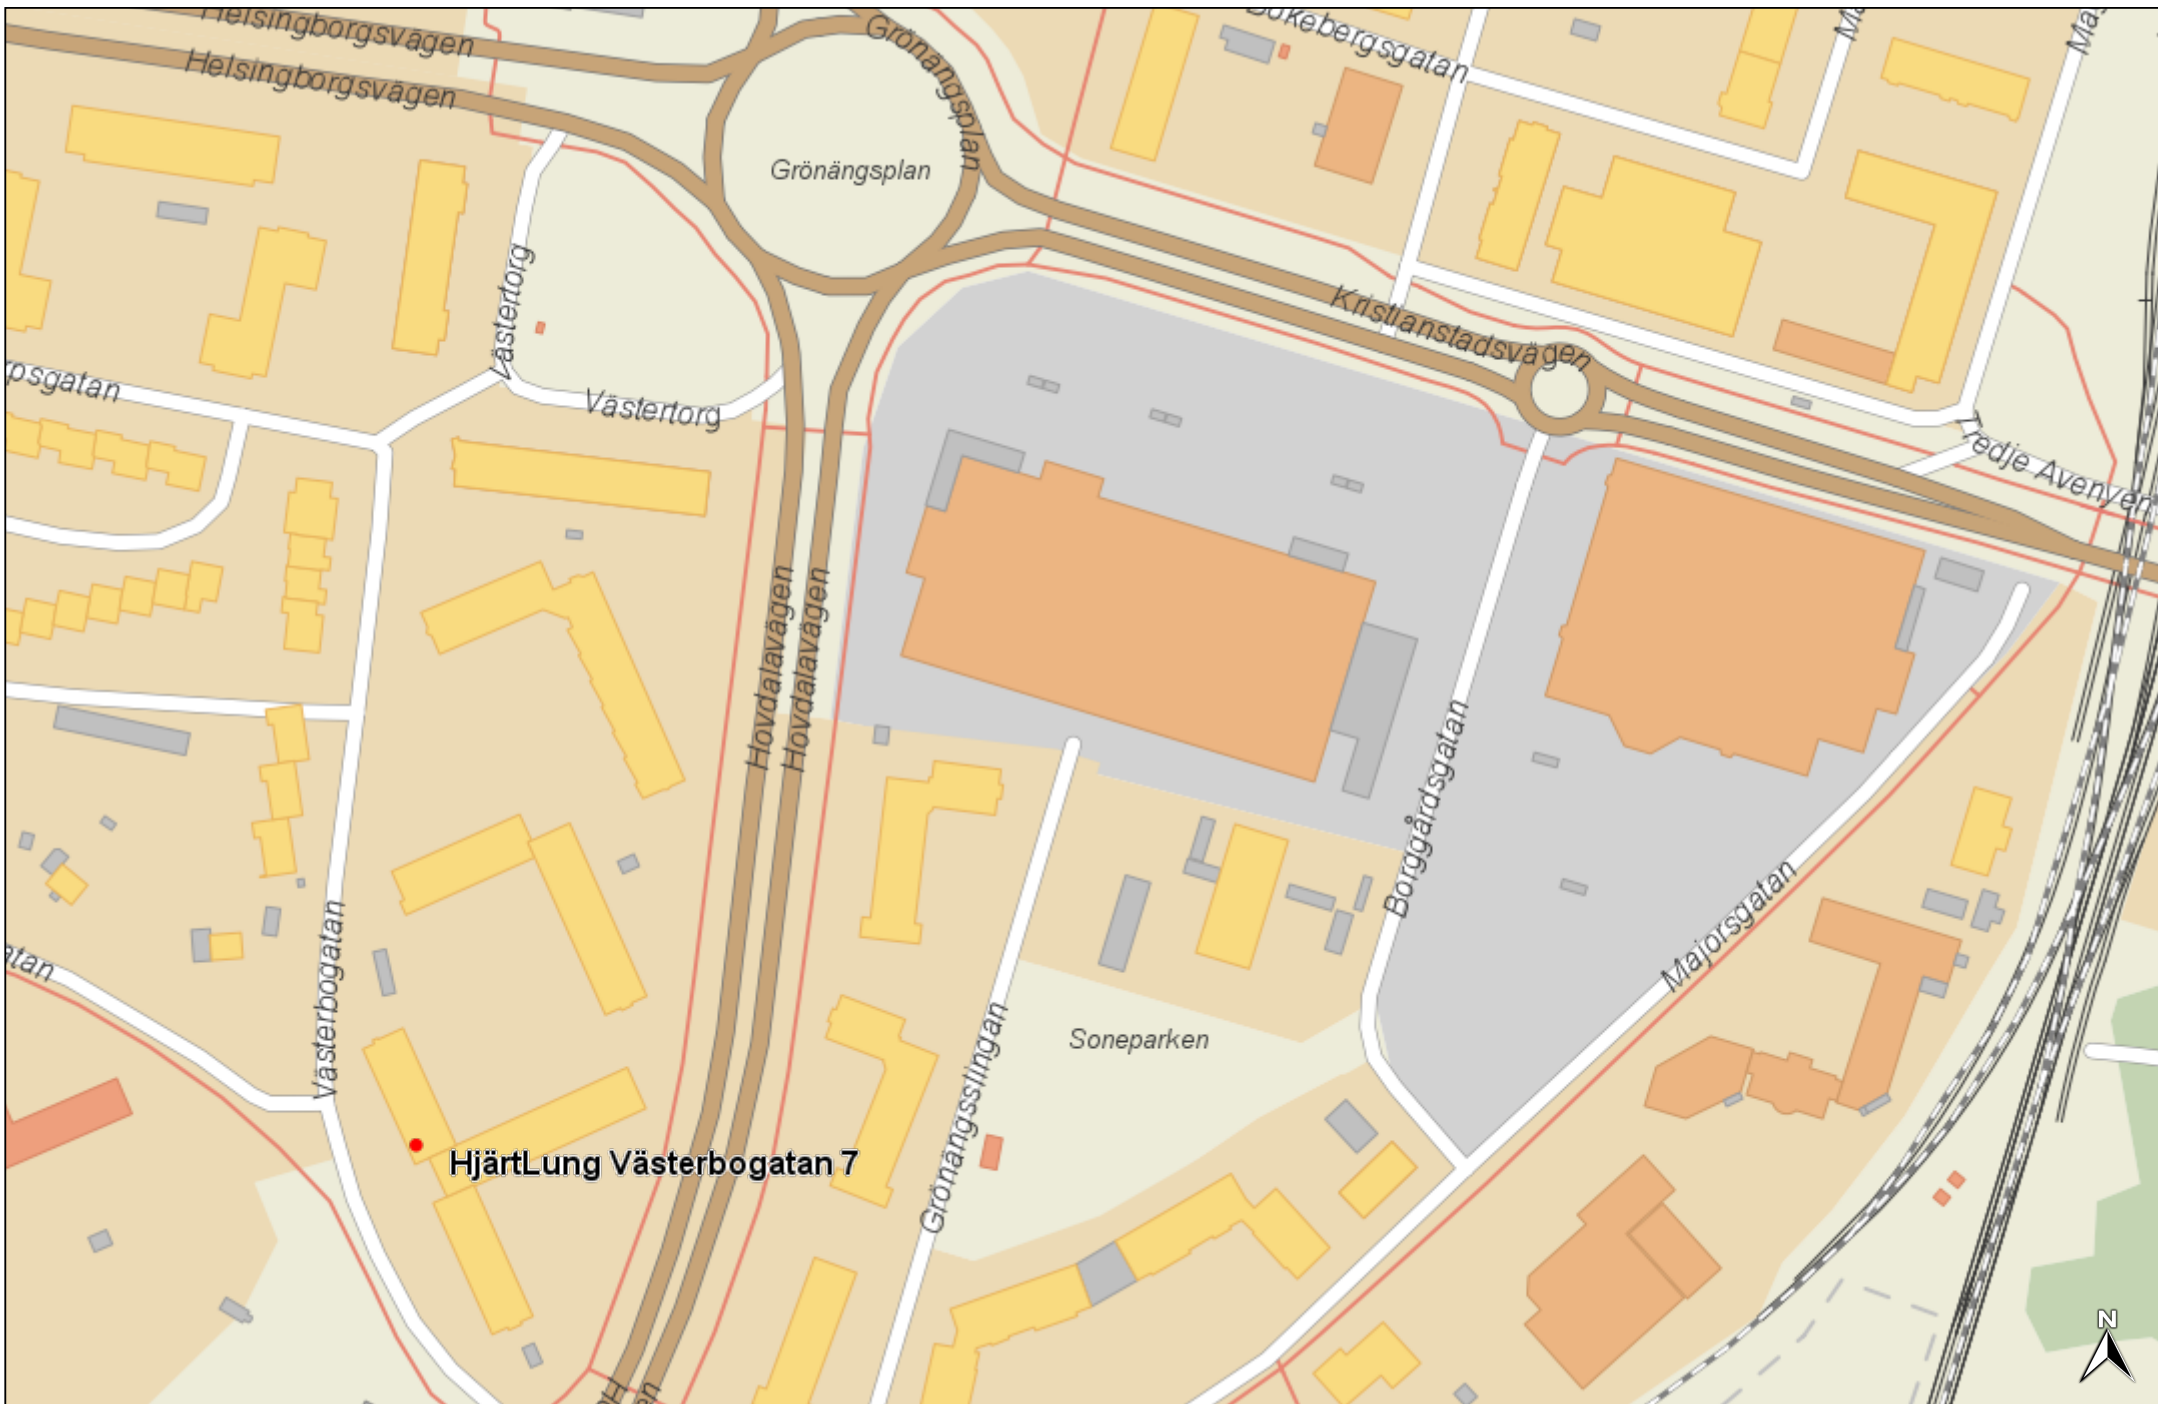 Helsingborgsvägen
Helsingborgsvägen
Grönängsplan
Grönängsplan
Bökebergsgatan
Västertorg
Västertorg
Kristianstadsvägen
Tredje Avenyen
Hovdalavägen
Hovdalavägen
Borggårdsgatan
Majorsgatan
Västerbogatan
Soneparken
Grönängsslingan
HjärtLung Västerbogatan 7
N